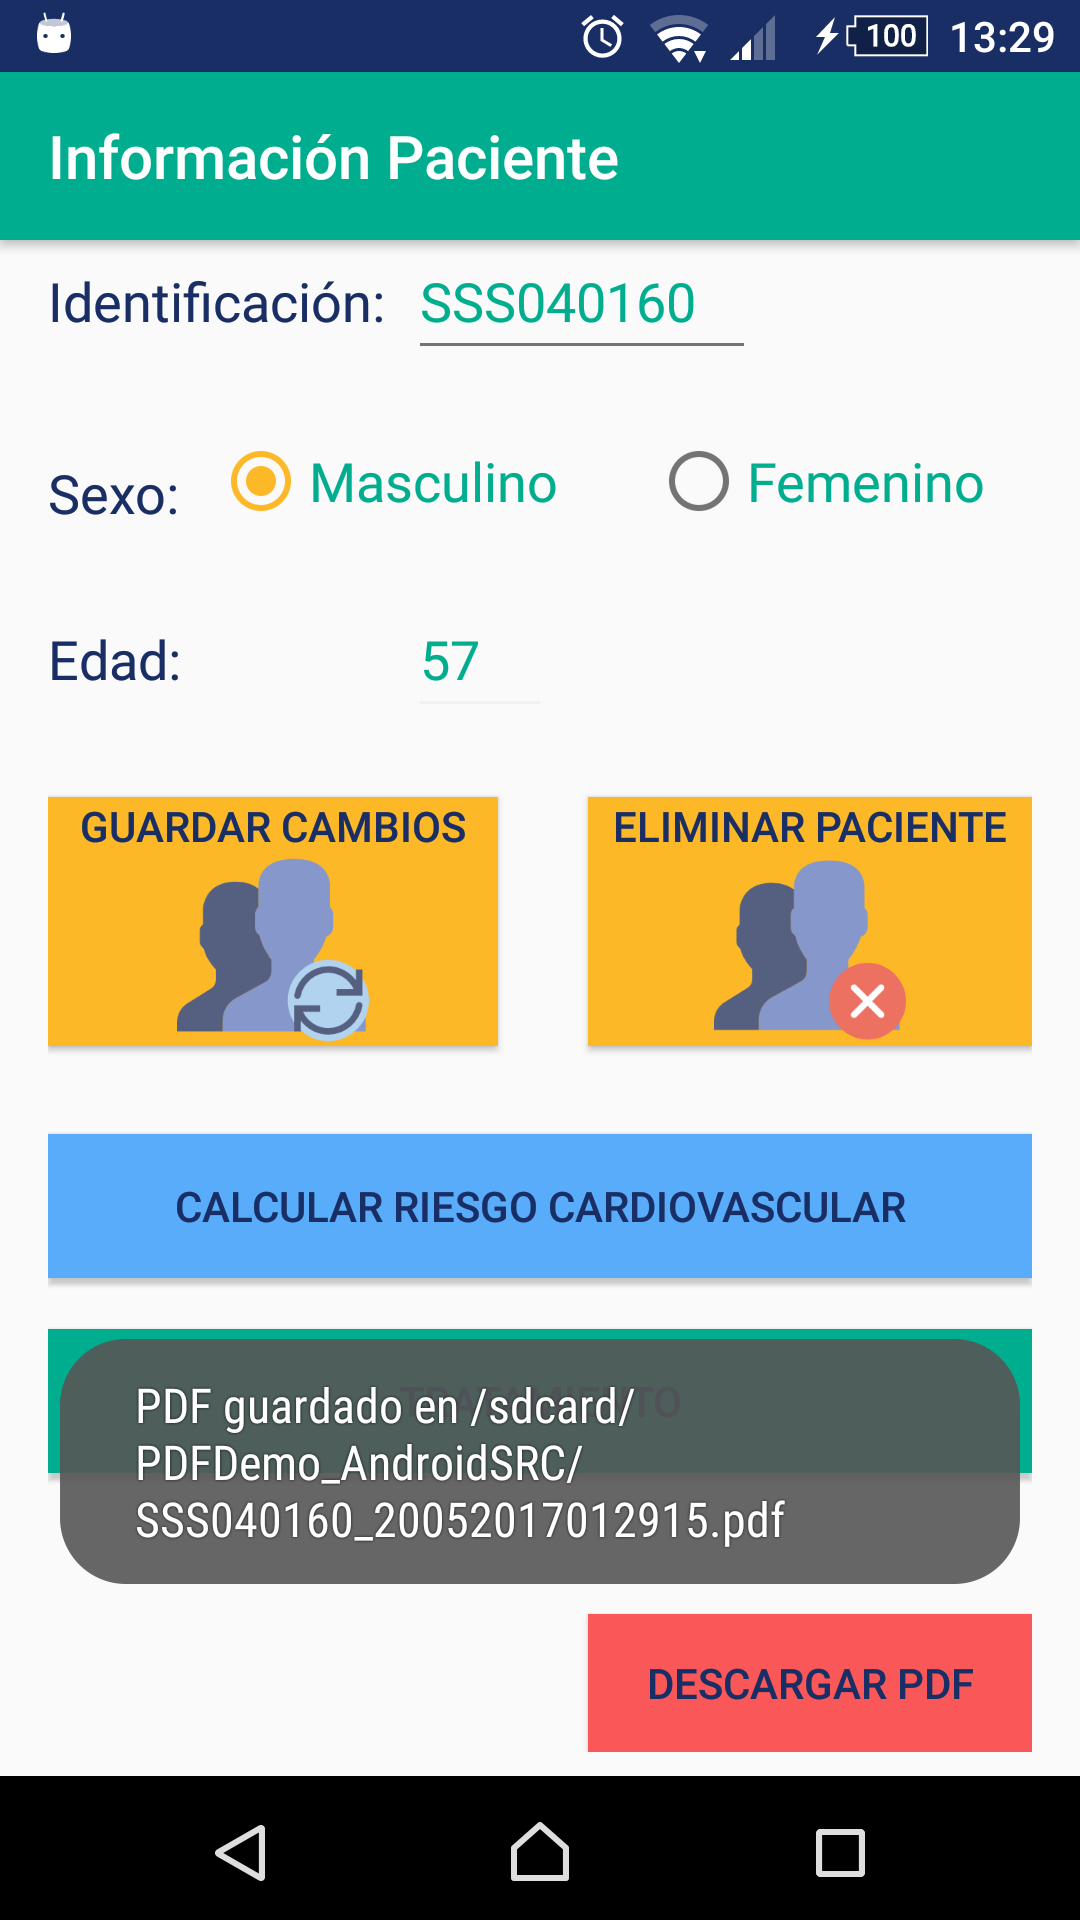 100 13:29
Información Paciente
Identificación: SSS040160
Sexo: Masculino Femenino
Edad: 57
GUARDAR CAMBIOS ELIMINAR PACIENTE
CALCULAR RIESGO CARDIOVASCULAR
TRATAMIENTO
PDF guardado en /sdcard/
PDFDemo_AndroidSRC/
SSS040160_20052017012915.pdf
DESCARGAR PDF